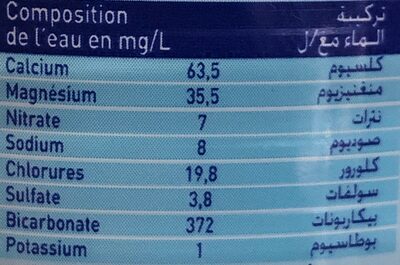 Composition تركيبة
de l'eau en mg/L الماء مغ/ل
Calcium 63,5 كلسيوم
Magnésium 35,5 منغنيزيوم
Nitrate 7 نترات
Sodium 8 صوديوم
Chlorures 19,8 كلورور
Sulfate 3,8 سولفات
Bicarbonate 372 بيكاربونات
Potassium 1 بوطاسيوم